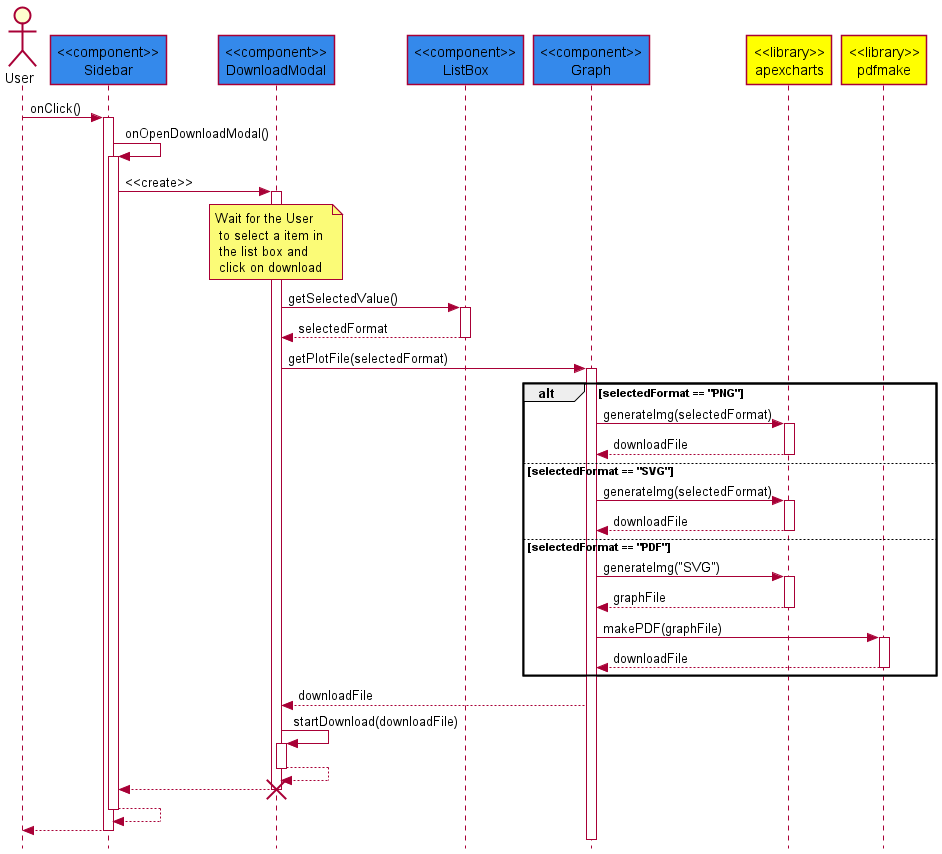 User
<<component>>
Sidebar
<<component>>
DownloadModal
<<component>>
ListBox
<<component>>
Graph
<<library>>
apexcharts
<<library>>
pdfmake
onClick()
onOpenDownloadModal()
<<create>>
Wait for the User
to select a item in
the list box and
click on download
getSelectedValue()
selectedFormat
getPlotFile(selectedFormat)
alt
[selectedFormat == "PNG"]
generateImg(selectedFormat)
downloadFile
[selectedFormat == "SVG"]
generateImg(selectedFormat)
downloadFile
[selectedFormat == "PDF"]
generateImg("SVG")
graphFile
makePDF(graphFile)
downloadFile
downloadFile
startDownload(downloadFile)